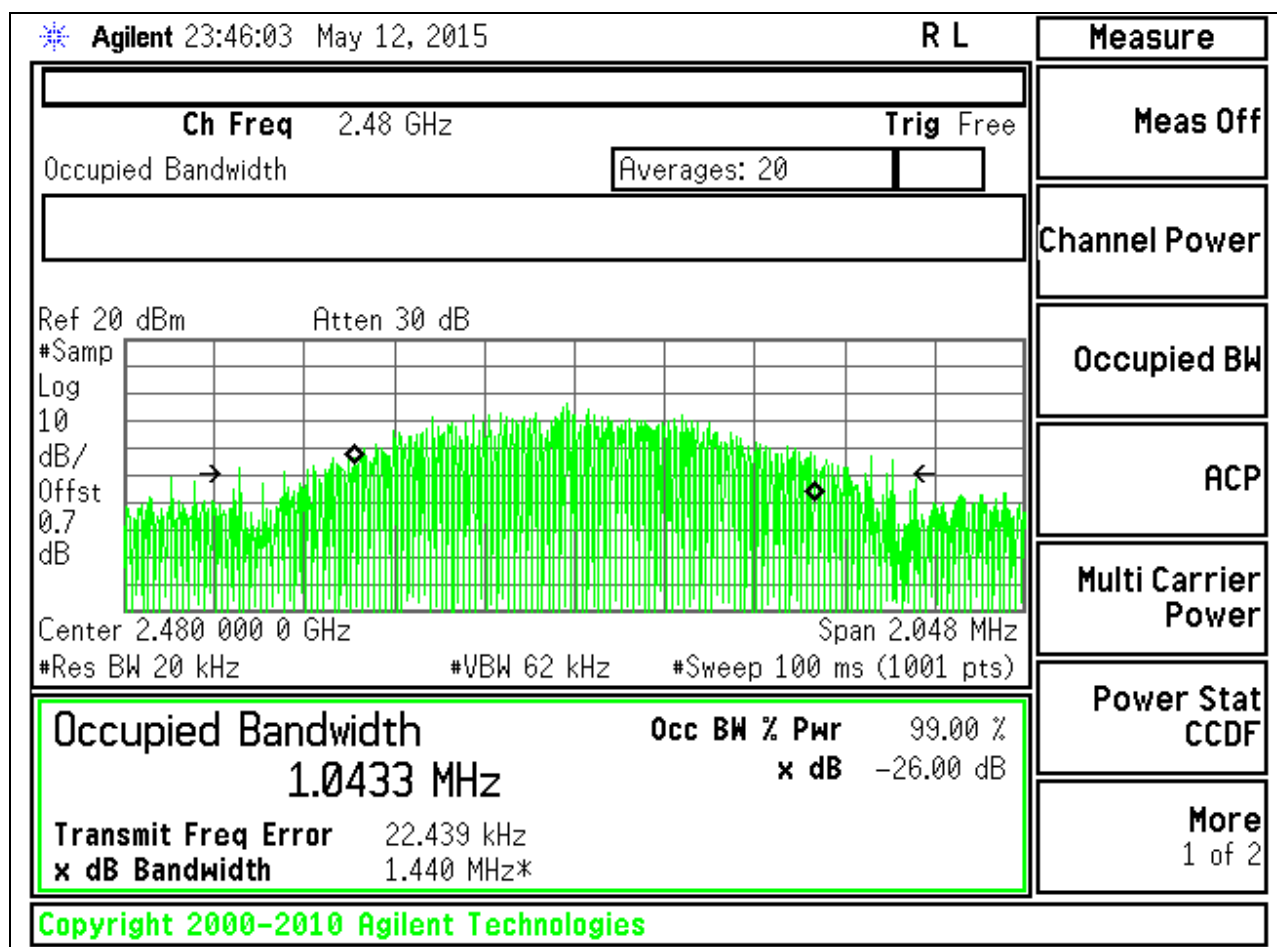 Agilent 23:46:03 May 12, 2015 R L
Measure
Ch Freq 2.48 GHz Trig Free
Meas Off
Occupied Bandwidth Averages: 20
Channel Power
Ref 20 dBm Atten 30 dB
#Samp
Log
10
dB/
Offst
0.7
dB
Occupied BW
ACP
Center 2.480 000 0 GHz Span 2.048 MHz
#Res BW 20 kHz #VBW 62 kHz #Sweep 100 ms (1001 pts)
Multi Carrier
Power
Occupied Bandwidth Occ BW % Pwr 99.00 %
1.0433 MHz x dB -26.00 dB
Transmit Freq Error 22.439 kHz
x dB Bandwidth 1.440 MHz*
Power Stat
CCDF
More
1 of 2
Copyright 2000-2010 Agilent Technologies